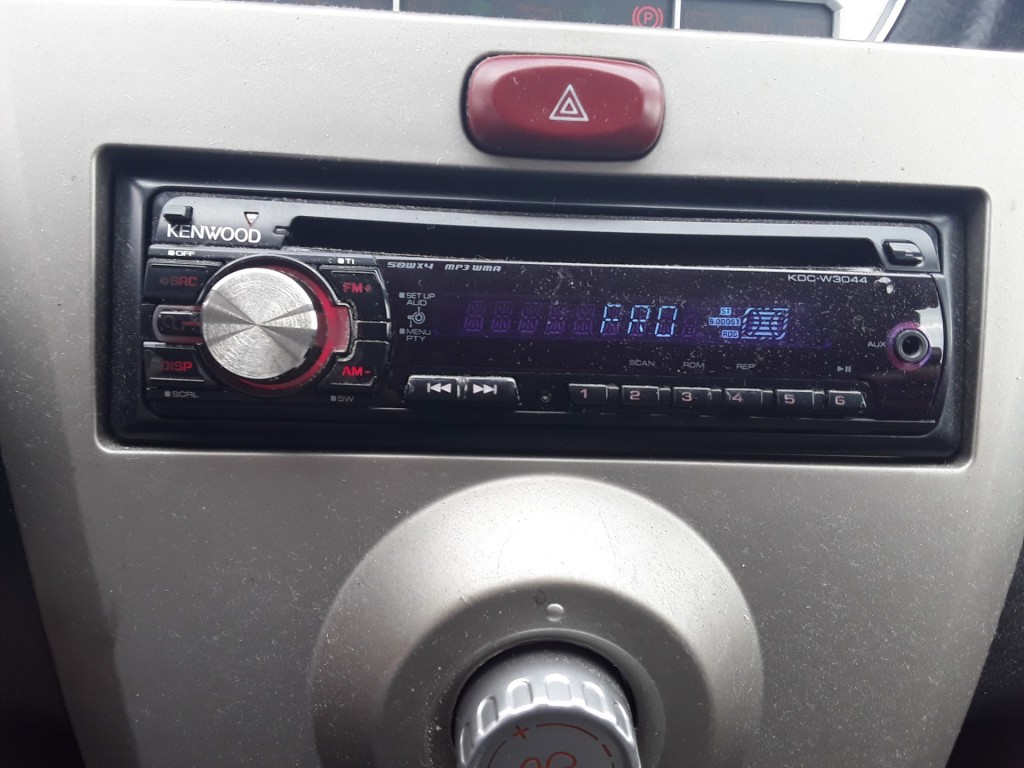 P
KENWOOD
OFF
TI
50WX4 MP3 WMA
KDC-W3044
SRC
FM+
SET UP
AUD
FRO
ST
B.BOOST
RDS
MENU
PTY
AUX
DISP
AM-
SCAN
RDM
REP
SCRL
SW
1
2
3
4
5
6
+